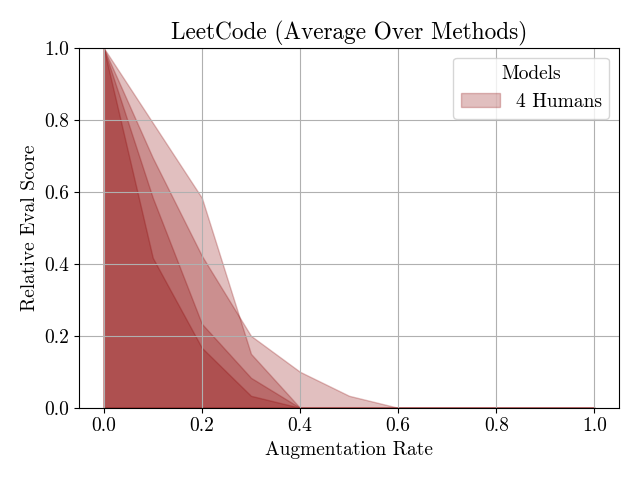 LeetCode (Average Over Methods)
Models
4 Humans
Relative Eval Score
1.0
0.8
0.6
0.4
0.2
0.0
0.0 0.2 0.4 0.6 0.8 1.0
Augmentation Rate